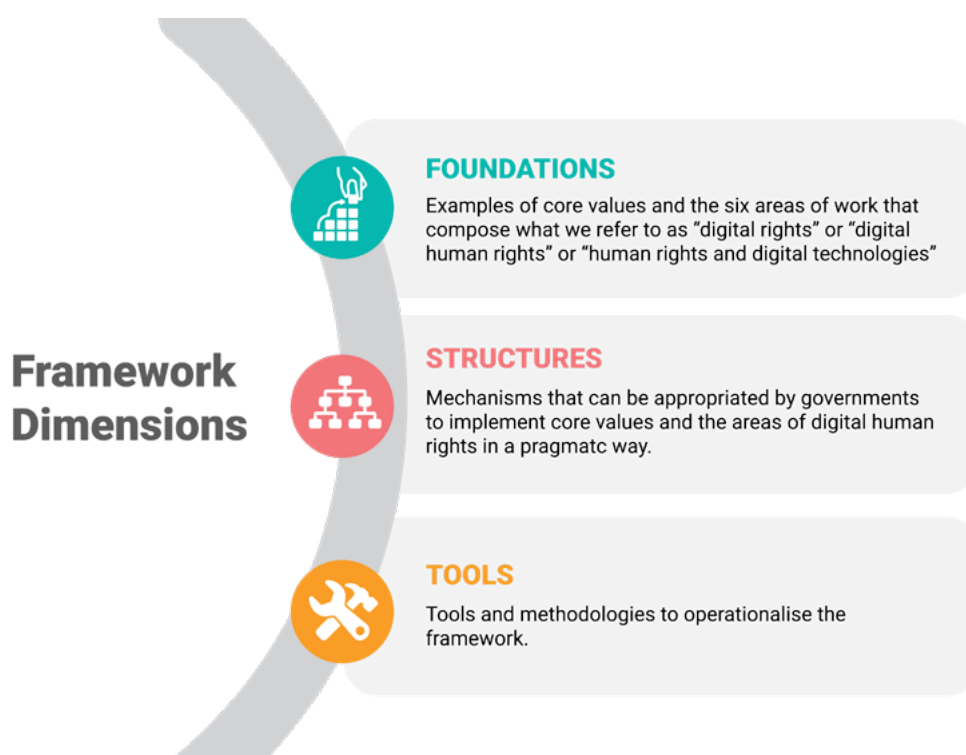 Framework
Dimensions
FOUNDATIONS
Examples of core values and the six areas of work that
compose what we refer to as “digital rights” or “digital
human rights” or “human rights and digital technologies”
STRUCTURES
Mechanisms that can be appropriated by governments
to implement core values and the areas of digital human
rights in a pragmatc way.
TOOLS
Tools and methodologies to operationalise the
framework.